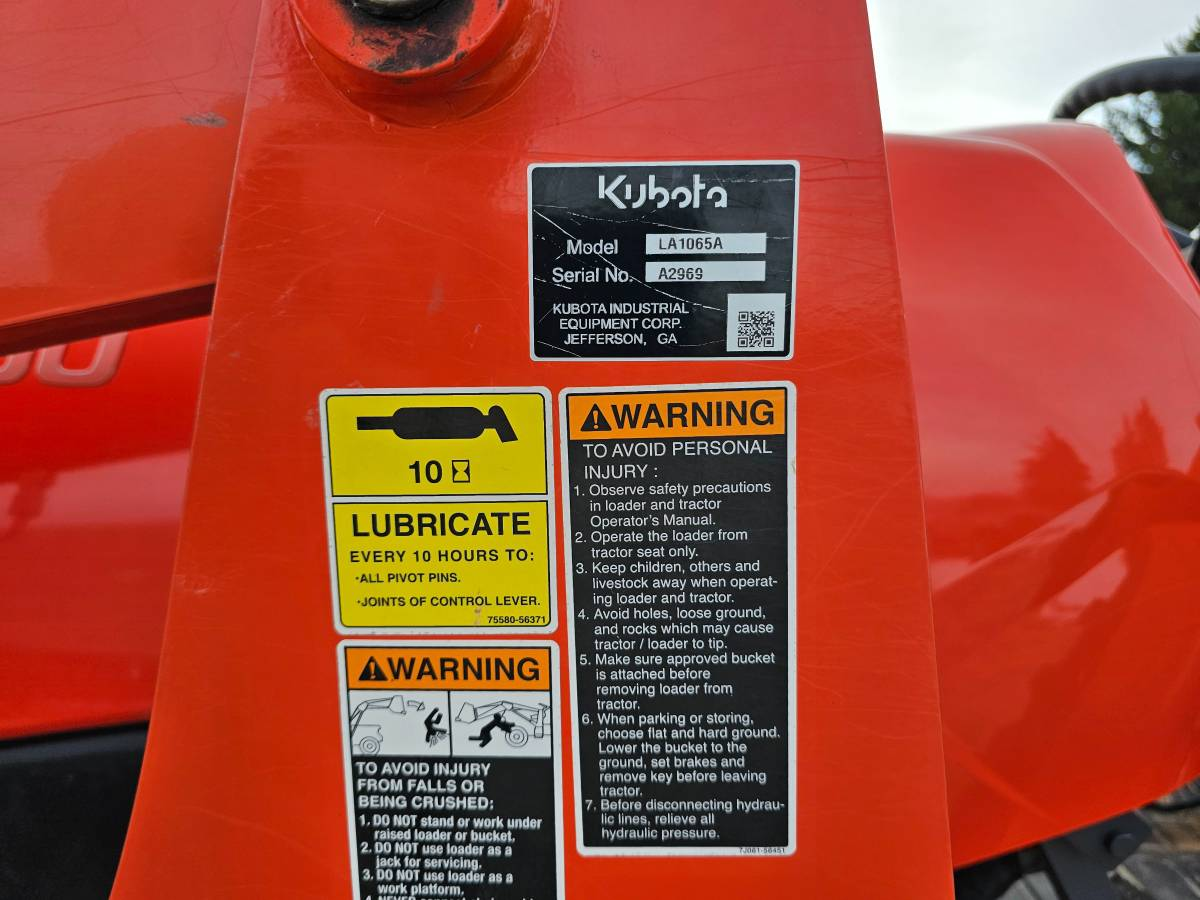 Kubota
Model LA1065A
Serial No. A2969
KUBOTA INDUSTRIAL
EQUIPMENT CORP.
JEFFERSON, GA
10
LUBRICATE
EVERY 10 HOURS TO:
·ALL PIVOT PINS.
·JOINTS OF CONTROL LEVER.
75580-56371
WARNING
TO AVOID PERSONAL
INJURY :
1. Observe safety precautions
in loader and tractor
Operator's Manual.
2. Operate the loader from
tractor seat only.
3. Keep children, others and
livestock away when operat-
ing loader and tractor.
4. Avoid holes, loose ground,
and rocks which may cause
tractor / loader to tip.
5. Make sure approved bucket
is attached before
removing loader from
tractor.
6. When parking or storing,
choose flat and hard ground.
Lower the bucket to the
ground, set brakes and
remove key before leaving
tractor.
7. Before disconnecting hydrau-
lic lines, relieve all
hydraulic pressure.
7J061-56451
WARNING
TO AVOID INJURY
FROM FALLS OR
BEING CRUSHED:
1. DO NOT stand or work under
raised loader or bucket.
2. DO NOT use loader as a
jack for servicing.
3. DO NOT use loader as a
work platform.